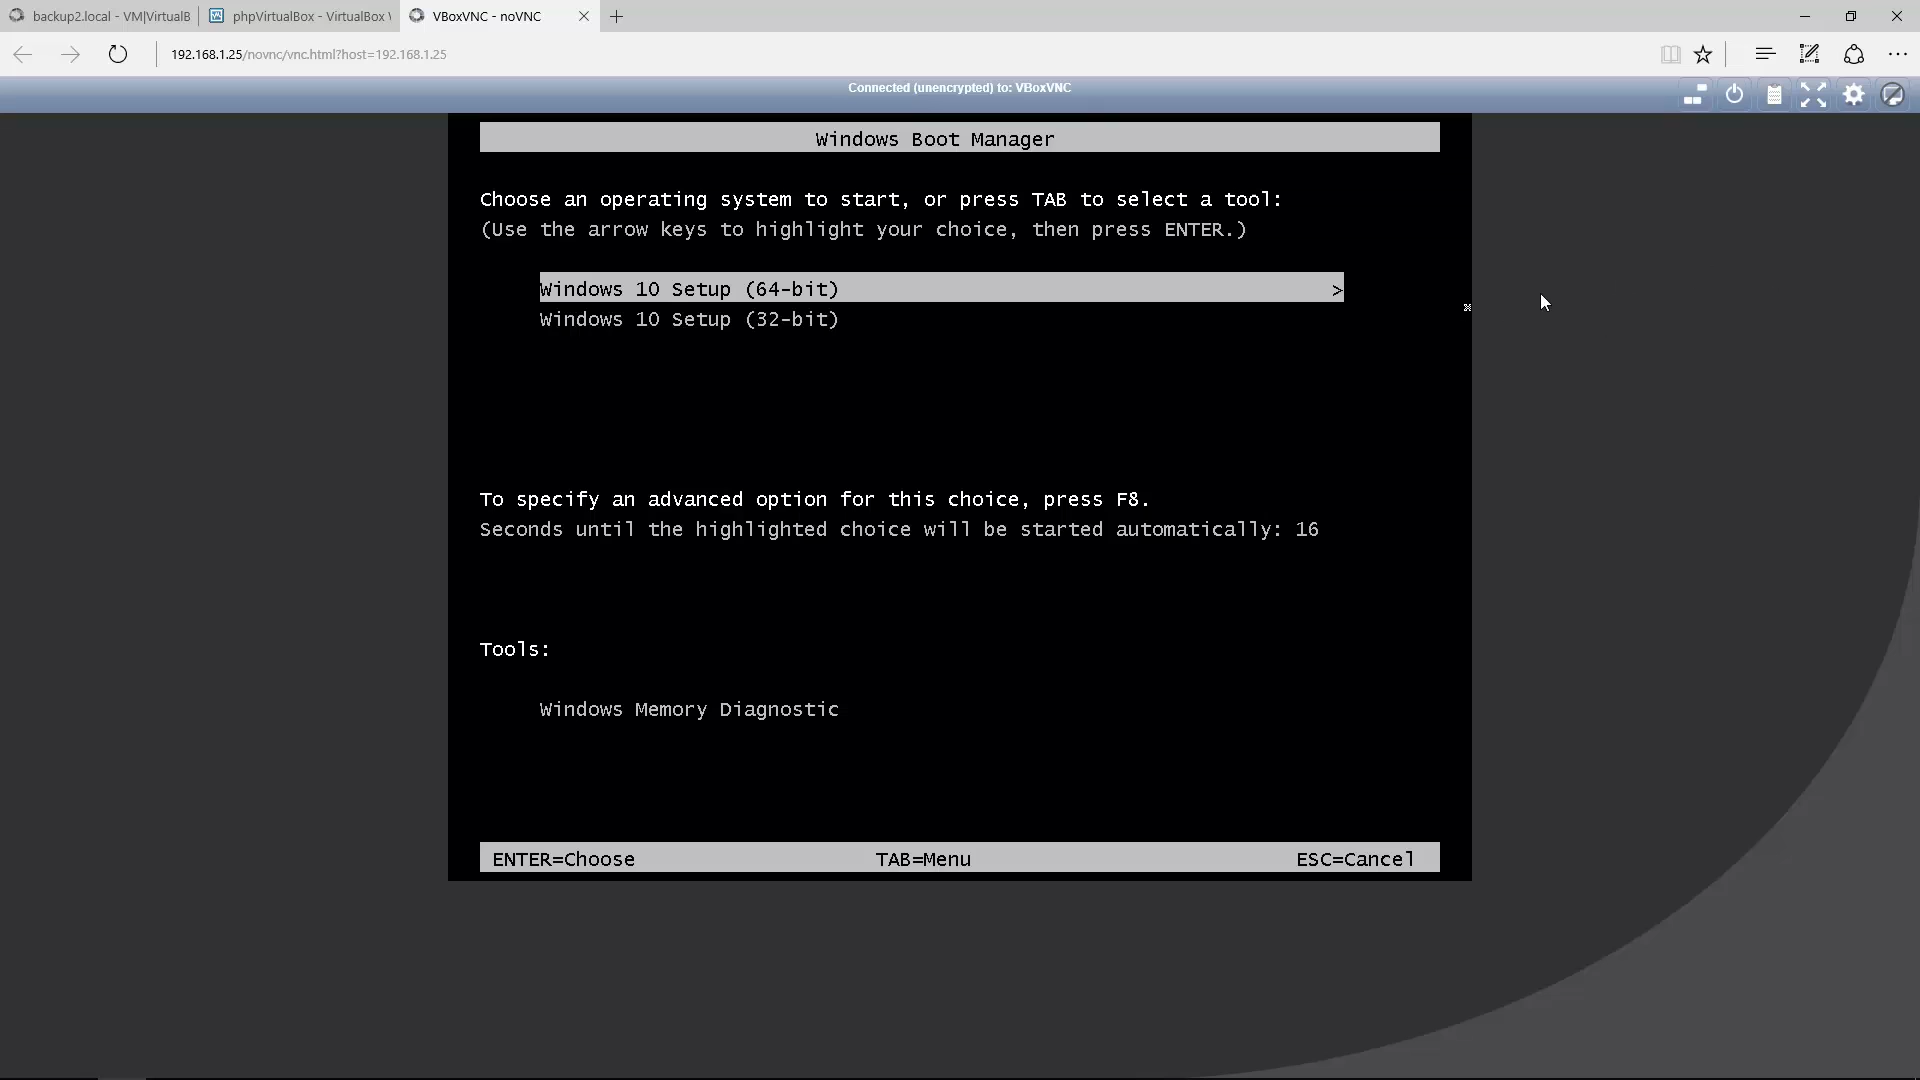 backup2.local - VM|VirtualB
phpVirtualBox - VirtualBox
VBoxVNC - noVNC
192.168.1.25/novnc/vnc.html?host=192.168.1.25
Connected (unencrypted) to: VBoxVNC
Windows Boot Manager
Choose an operating system to start, or press TAB to select a tool:
(Use the arrow keys to highlight your choice, then press ENTER.)
Windows 10 Setup (64-bit) >
Windows 10 Setup (32-bit)
To specify an advanced option for this choice, press F8.
Seconds until the highlighted choice will be started automatically: 16
Tools:
Windows Memory Diagnostic
ENTER=Choose TAB=Menu ESC=Cancel